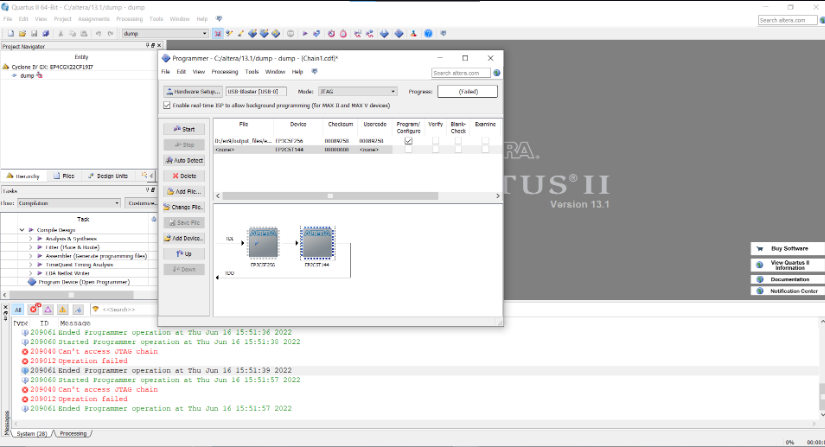 Quartus II 64-Bit - C:/altera/13.1/dump - dump
File Edit View Project Assignments Processing Tools Window Help
Search altera.com
dump
Project Navigator
Entity
Cyclone IV GX: EP4CGX22CF19I7
dump
Hierarchy Files Design Units
Tasks
Flow: Compilation Customize...
Task
Compile Design
Analysis & Synthesis
Fitter (Place & Route)
Assembler (Generate programming files)
TimeQuest Timing Analysis
EDA Netlist Writer
Program Device (Open Programmer)
Programmer - C:/altera/13.1/dump - dump - [Chain1.cdf]*
File Edit View Processing Tools Window Help
Search altera.com
Hardware Setup... USB-Blaster [USB-0] Mode: JTAG Progress: (Failed)
Enable real-time ISP to allow background programming (for MAX II and MAX V devices)
Start
Stop
Auto Detect
Delete
Add File...
Change File..
Save File
Add Device...
Up
Down
File Device Checksum Usercode Program/ Configure Verify Blank- Check Examine
EP3C5F256 000B9258 000B9258
<none> EP2C5T144 00000000 <none>
TDI
TDO
EP3C5F256 EP2C5T144
RA
TUS® II
Version 13.1
Buy Software
View Quartus II Information
Documentation
Notification Center
All <<Search>>
Type ID Message
209061 Ended Programmer operation at Thu Jun 16 15:51:36 2022
209060 Started Programmer operation at Thu Jun 16 15:51:38 2022
209040 Can't access JTAG chain
209012 Operation failed
209061 Ended Programmer operation at Thu Jun 16 15:51:39 2022
209060 Started Programmer operation at Thu Jun 16 15:51:57 2022
209040 Can't access JTAG chain
209012 Operation failed
209061 Ended Programmer operation at Thu Jun 16 15:51:57 2022
Messages
System (28) Processing
0%